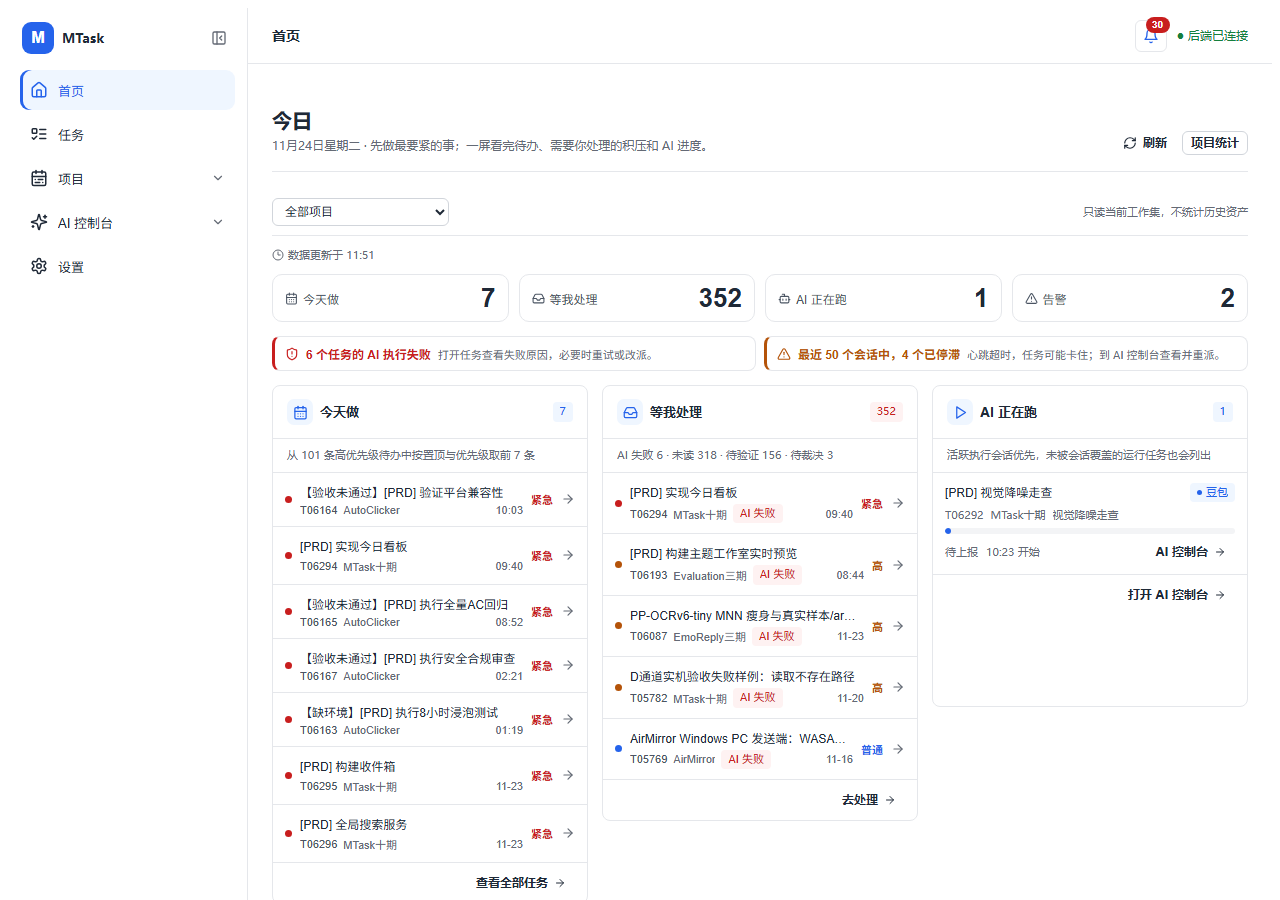 M MTask
首页
任务
项目
AI 控制台
设置
首页
30
后端已连接
今日
11月24日星期二 · 先做最要紧的事；一屏看完待办、需要你处理的积压和 AI 进度。
刷新
项目统计
全部项目
只读当前工作集，不统计历史资产
数据更新于 11:51
今天做 7
等我处理 352
AI 正在跑 1
告警 2
6 个任务的 AI 执行失败 打开任务查看失败原因，必要时重试或改派。
最近 50 个会话中，4 个已停滞 心跳超时，任务可能卡住；到 AI 控制台查看并重派。
今天做 7
从 101 条高优先级待办中按置顶与优先级取前 7 条
【验收未通过】[PRD] 验证平台兼容性
T06164 AutoClicker 10:03 紧急
[PRD] 实现今日看板
T06294 MTask十期 09:40 紧急
【验收未通过】[PRD] 执行全量AC回归
T06165 AutoClicker 08:52 紧急
【验收未通过】[PRD] 执行安全合规审查
T06167 AutoClicker 02:21 紧急
【缺环境】[PRD] 执行8小时浸泡测试
T06163 AutoClicker 01:19 紧急
[PRD] 构建收件箱
T06295 MTask十期 11-23 紧急
[PRD] 全局搜索服务
T06296 MTask十期 11-23 紧急
查看全部任务
等我处理 352
AI 失败 6 · 未读 318 · 待验证 156 · 待裁决 3
[PRD] 实现今日看板
T06294 MTask十期 AI 失败 09:40 紧急
[PRD] 构建主题工作室实时预览
T06193 Evaluation三期 AI 失败 08:44 高
PP-OCRv6-tiny MNN 瘦身与真实样本/ar...
T06087 EmoReply三期 AI 失败 11-23 高
D通道实机验收失败样例：读取不存在路径
T05782 MTask十期 AI 失败 11-20 高
AirMirror Windows PC 发送端：WASA...
T05769 AirMirror AI 失败 11-16 普通
去处理
AI 正在跑 1
活跃执行会话优先，未被会话覆盖的运行任务也会列出
[PRD] 视觉降噪走查 豆包
T06292 MTask十期 视觉降噪走查
待上报 10:23 开始 AI 控制台
打开 AI 控制台